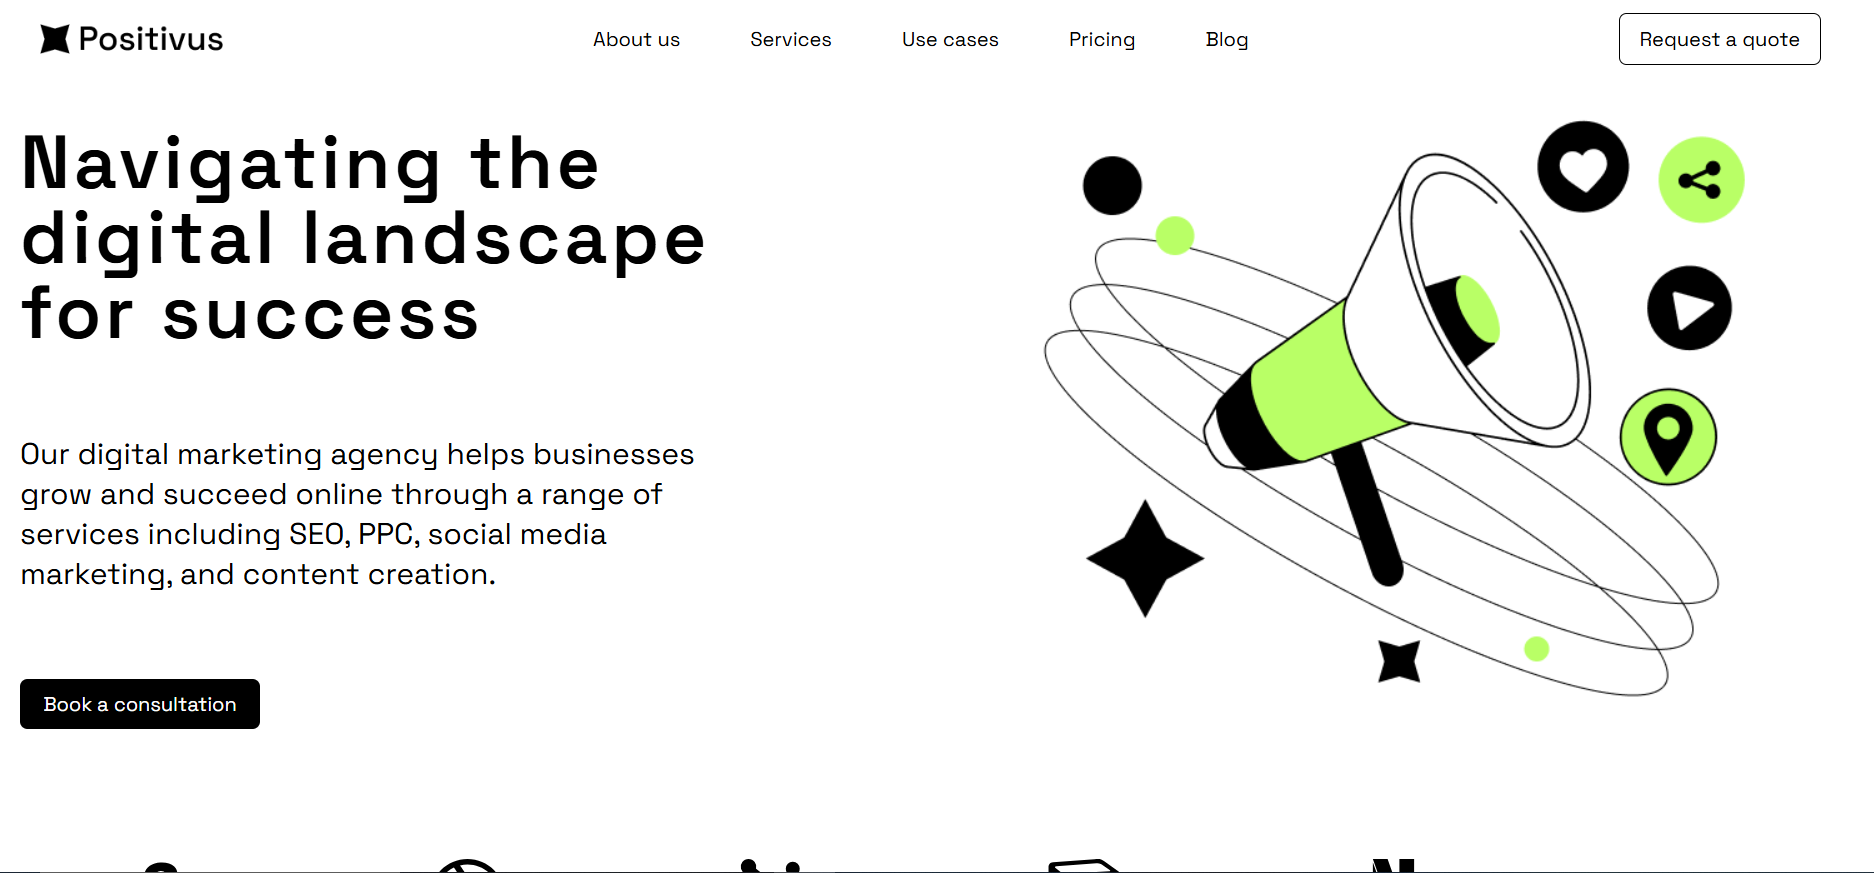 Positivus
About us
Services
Use cases
Pricing
Blog
Request a quote
Navigating the
digital landscape
for success
Our digital marketing agency helps businesses
grow and succeed online through a range of
services including SEO, PPC, social media
marketing, and content creation.
Book a consultation